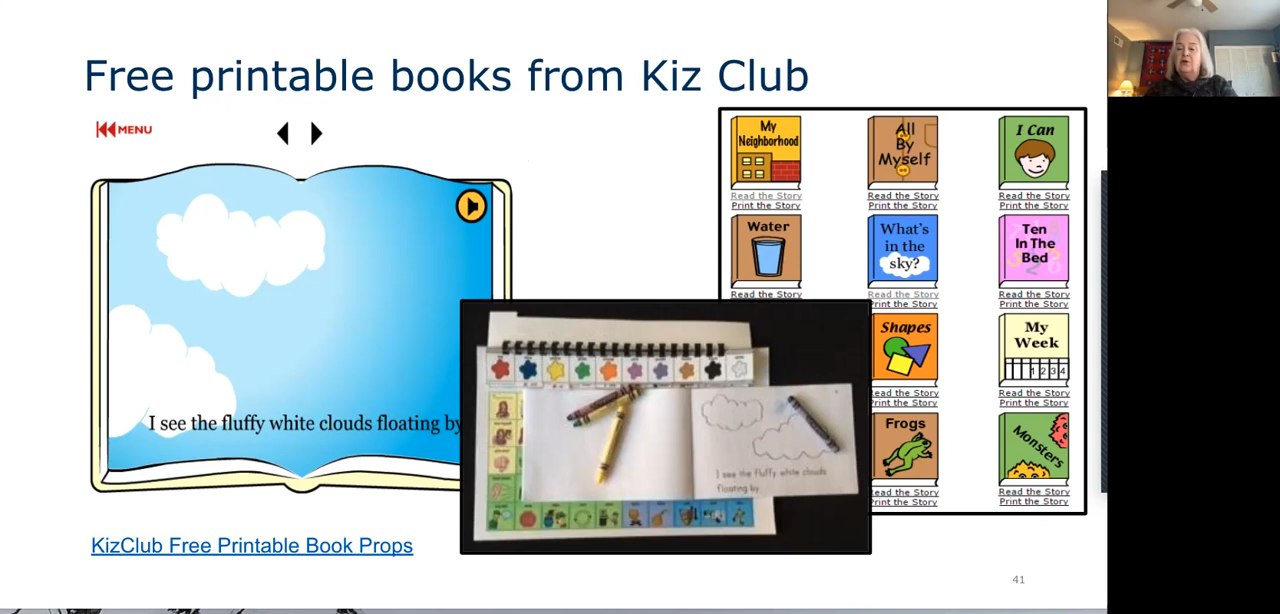 Free printable books from Kiz Club
MENU
I see the fluffy white clouds floating by
KizClub Free Printable Book Props
My
Neighborhood
Read the Story
Print the Story
All
By
Myself
Read the Story
Print the Story
I Can
Read the Story
Print the Story
Water
Read the Story
What's
in the
sky?
Read the Story
Print the Story
Ten
In The
Bed
Read the Story
Print the Story
Shapes
Read the Story
Print the Story
My
Week
1 2 3 4
Read the Story
Print the Story
Frogs
Read the Story
Print the Story
Monsters
Read the Story
Print the Story
I see the fluffy white clouds
floating by
41